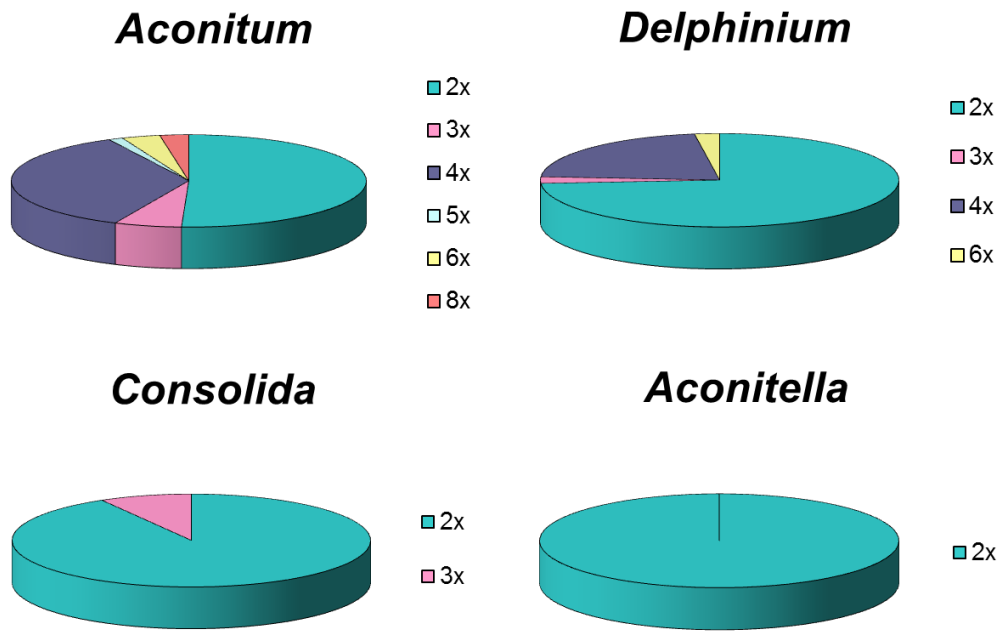 Aconitum
2x
3x
4x
5x
6x
8x
Delphinium
2x
3x
4x
6x
Consolida
2x
3x
Aconitella
2x